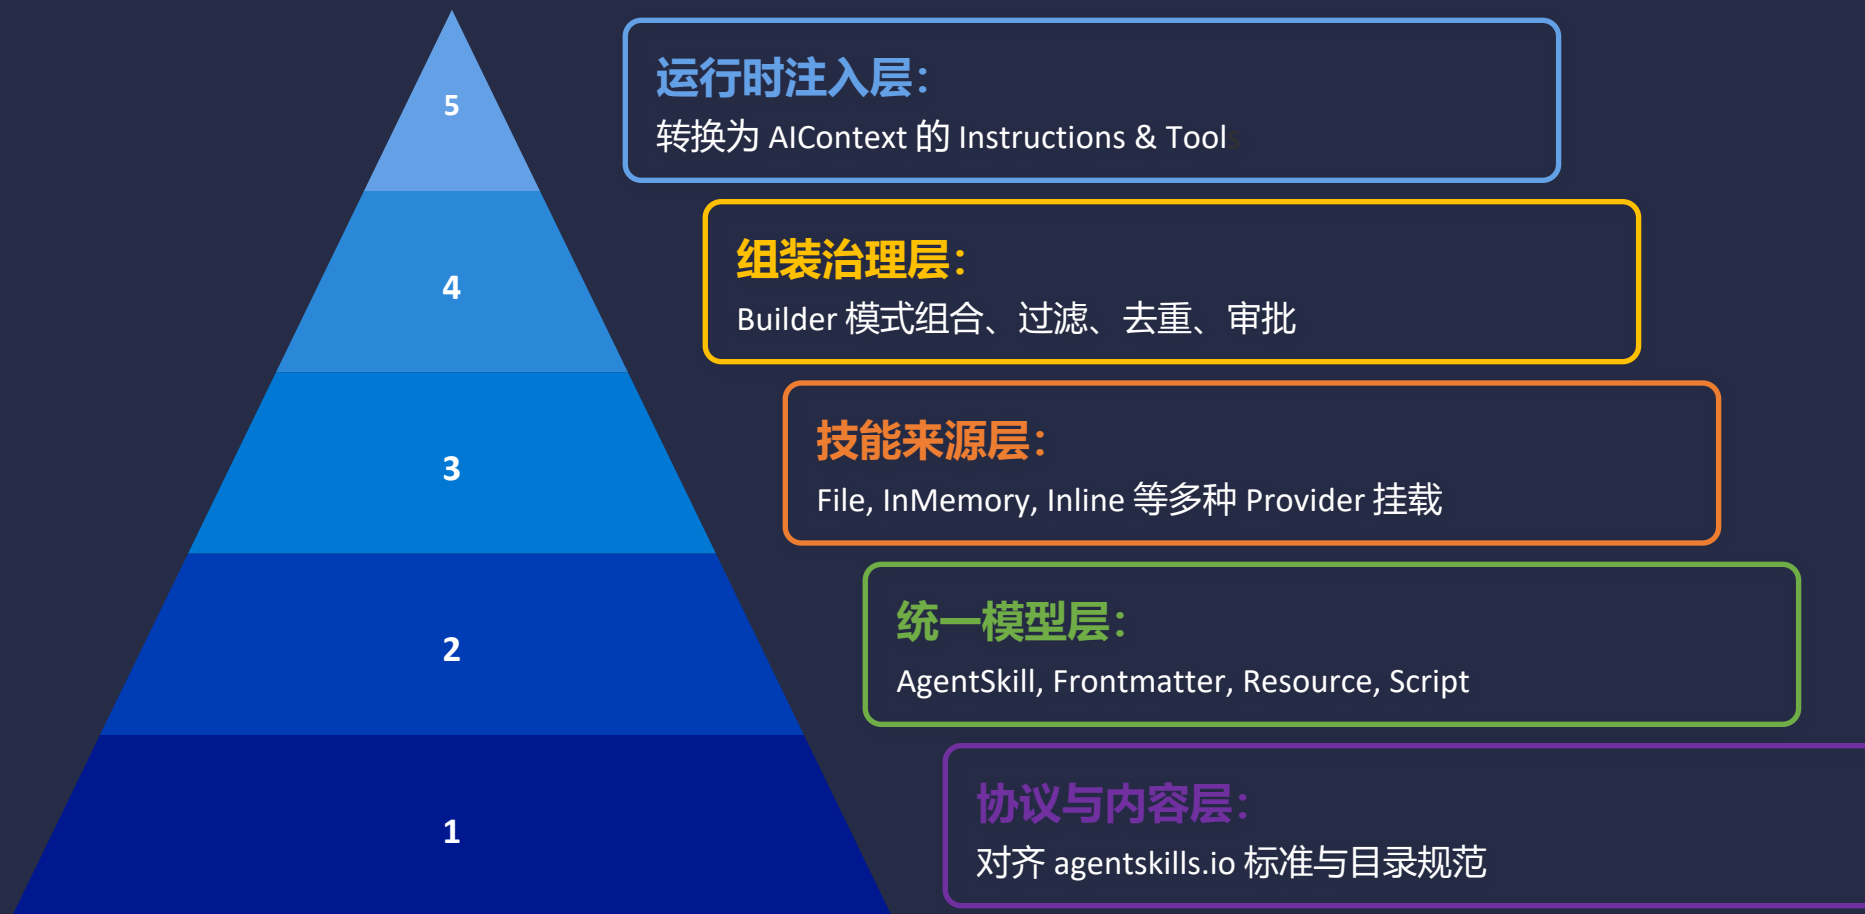 5
运行时注入层：
转换为 AIContext 的 Instructions & Tools
4
组装治理层：
Builder 模式组合、过滤、去重、审批
3
技能来源层：
File, InMemory, Inline 等多种 Provider 挂载
2
统一模型层：
AgentSkill, Frontmatter, Resource, Script
1
协议与内容层：
对齐 agentskills.io 标准与目录规范